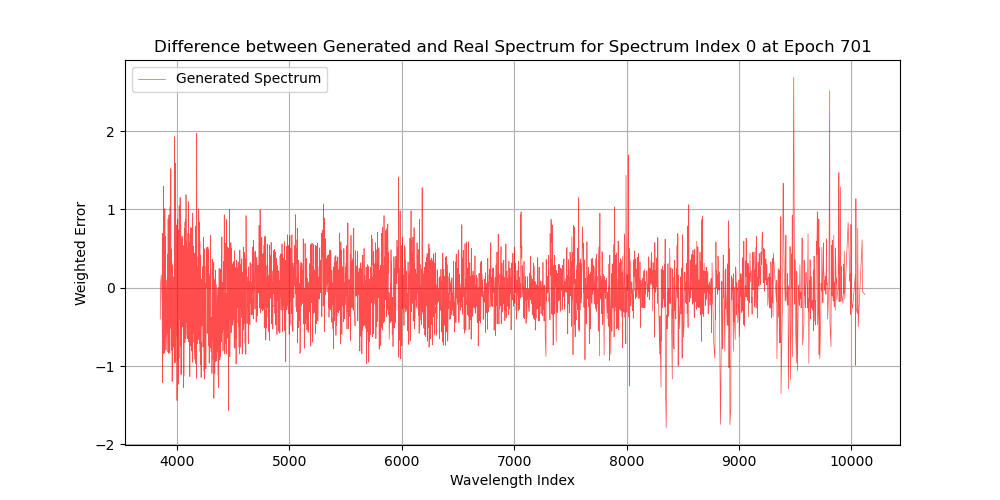 Difference between Generated and Real Spectrum for Spectrum Index 0 at Epoch 701
Generated Spectrum
Weighted Error
2
1
0
−1
−2
4000 5000 6000 7000 8000 9000 10000
Wavelength Index